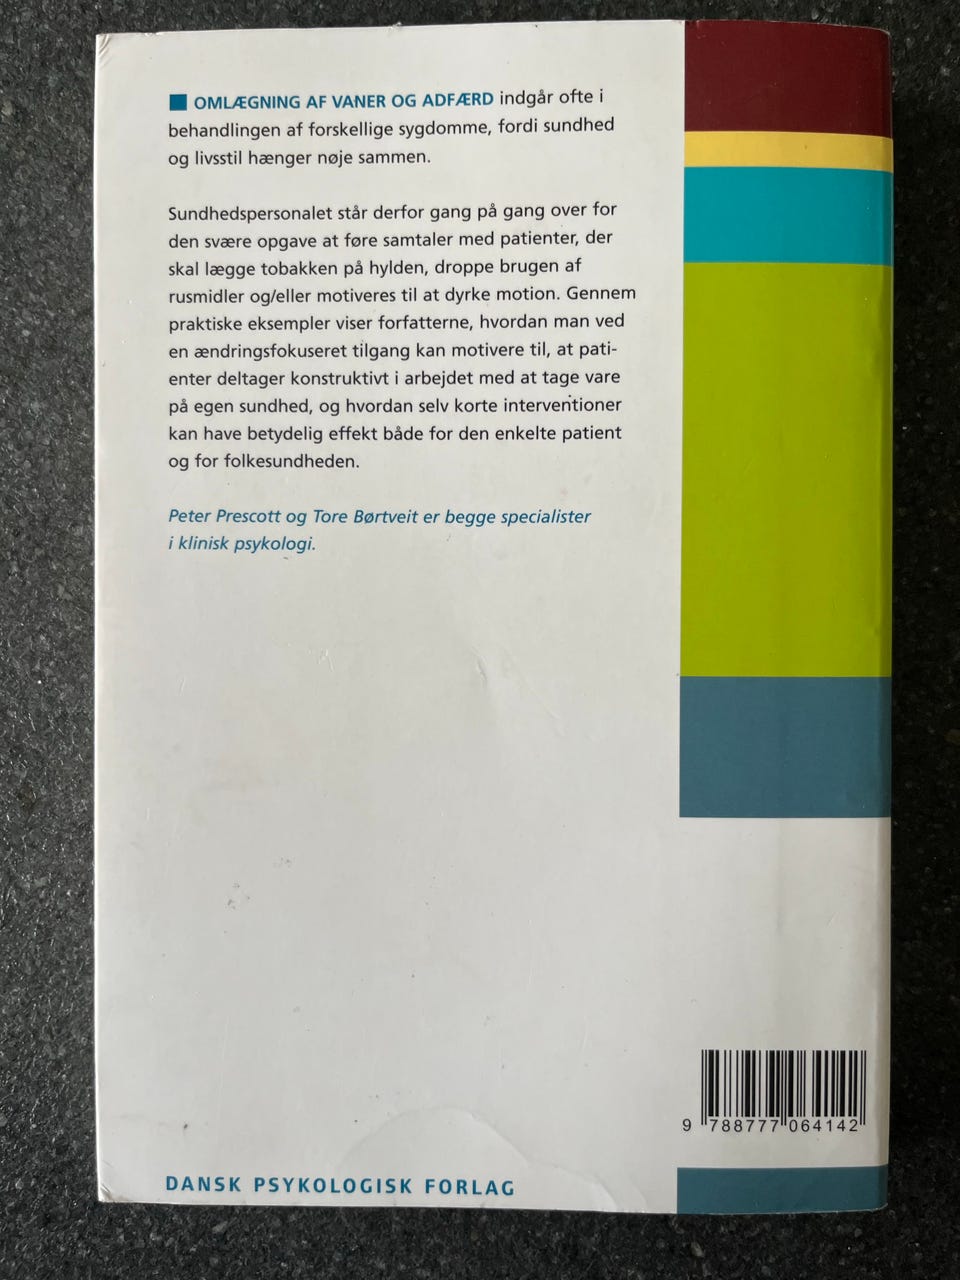 ■ OMLÆGNING AF VANER OG ADFÆRD indgår ofte i
behandlingen af forskellige sygdomme, fordi sundhed
og livsstil hænger nøje sammen.
Sundhedspersonalet står derfor gang på gang over for
den svære opgave at føre samtaler med patienter, der
skal lægge tobakken på hylden, droppe brugen af
rusmidler og/eller motiveres til at dyrke motion. Gennem
praktiske eksempler viser forfatterne, hvordan man ved
en ændringsfokuseret tilgang kan motivere til, at pati-
enter deltager konstruktivt i arbejdet med at tage vare
på egen sundhed, og hvordan selv korte interventioner
kan have betydelig effekt både for den enkelte patient
og for folkesundheden.
Peter Prescott og Tore Børtveit er begge specialister
i klinisk psykologi.
9 788777 064142
DANSK PSYKOLOGISK FORLAG